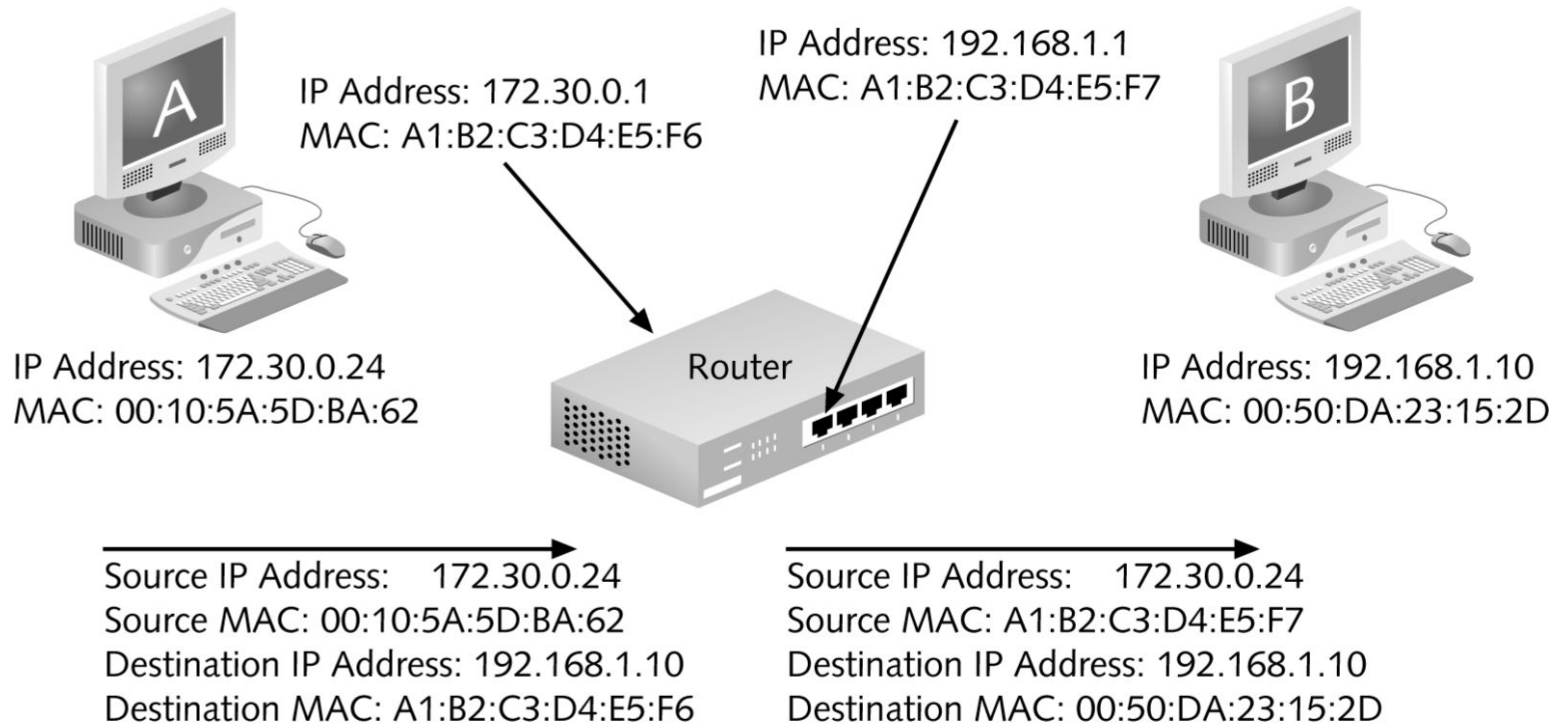 A
IP Address: 172.30.0.1
MAC: A1:B2:C3:D4:E5:F6
IP Address: 192.168.1.1
MAC: A1:B2:C3:D4:E5:F7
B
IP Address: 172.30.0.24
MAC: 00:10:5A:5D:BA:62
Router
IP Address: 192.168.1.10
MAC: 00:50:DA:23:15:2D
Source IP Address: 172.30.0.24
Source MAC: 00:10:5A:5D:BA:62
Destination IP Address: 192.168.1.10
Destination MAC: A1:B2:C3:D4:E5:F6
Source IP Address: 172.30.0.24
Source MAC: A1:B2:C3:D4:E5:F7
Destination IP Address: 192.168.1.10
Destination MAC: 00:50:DA:23:15:2D